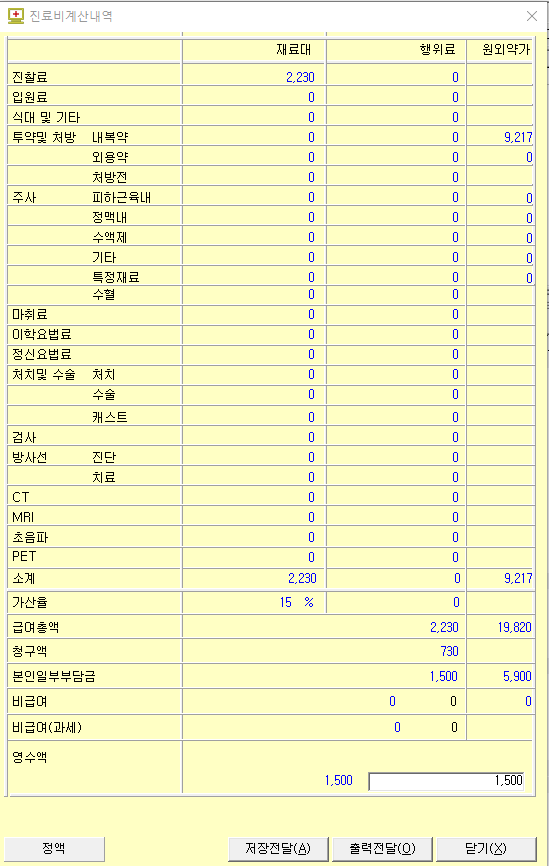 진료비계산내역
재료대 행위료 원외약가
진찰료 2,230 0
입원료 0 0
식대 및 기타 0 0
투약및 처방 내복약 0 0 9,217
외용약 0 0 0
처방전 0 0
주사 피하근육내 0 0 0
정맥내 0 0 0
수액제 0 0 0
기타 0 0 0
특정재료 0 0 0
수혈 0 0
마취료 0 0
이학요법료 0 0
정신요법료 0 0
처치및 수술 처치 0 0
수술 0 0
캐스트 0 0
검사 0 0
방사선 진단 0 0
치료 0 0
CT 0 0
MRI 0 0
초음파 0 0
PET 0 0
소계 2,230 0 9,217
가산율 15 % 0
급여총액 2,230 19,820
청구액 730
본인일부부담금 1,500 5,900
비급여 0 0 0
비급여(과세) 0 0
영수액
1,500 1,500
정액 저장전달(A) 출력전달(O) 닫기(X)